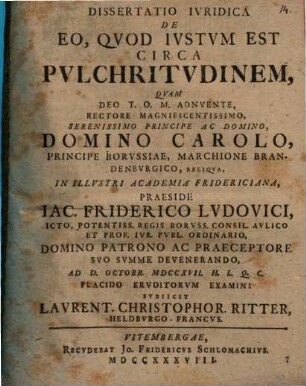 14.
DISSERTATIO IVRIDICA
DE
EO, QVOD IVSTVM EST
CIRCA
PVLCHRITVDINEM,
QVAM
DEO T. O. M. ADNVENTE,
RECTORE MAGNIFICENTISSIMO,
SERENISSIMO PRINCIPE AC DOMINO,
DOMINO CAROLO,
PRINCIPE BORVSSIAE, MARCHIONE BRAN-
DENBVRGICO, RELIQVA,
IN ILLVSTRI ACADEMIA FRIDERICIANA,
PRAESIDE
IAC. FRIDERICO LVDOVICI,
ICTO, POTENTISS. REGIS BORVSS. CONSIL. AVLICO
ET PROF. IVR. PVBL. ORDINARIO,
DOMINO PATRONO AC PRAECEPTORE
SVO SVMME DEVENERANDO,
AD D. OCTOBR. MDCCXVII. H. L. Q. C.
PLACIDO ERVDITORVM EXAMINI
SVBIICIT
LAVRENT. CHRISTOPHOR. RITTER,
HELDBVRGO-FRANCVS.
VITEMBERGAE,
RECVDEBAT JO. FRIDERICUS SCHLOMACHIVS.
MDCCXXXVIII.